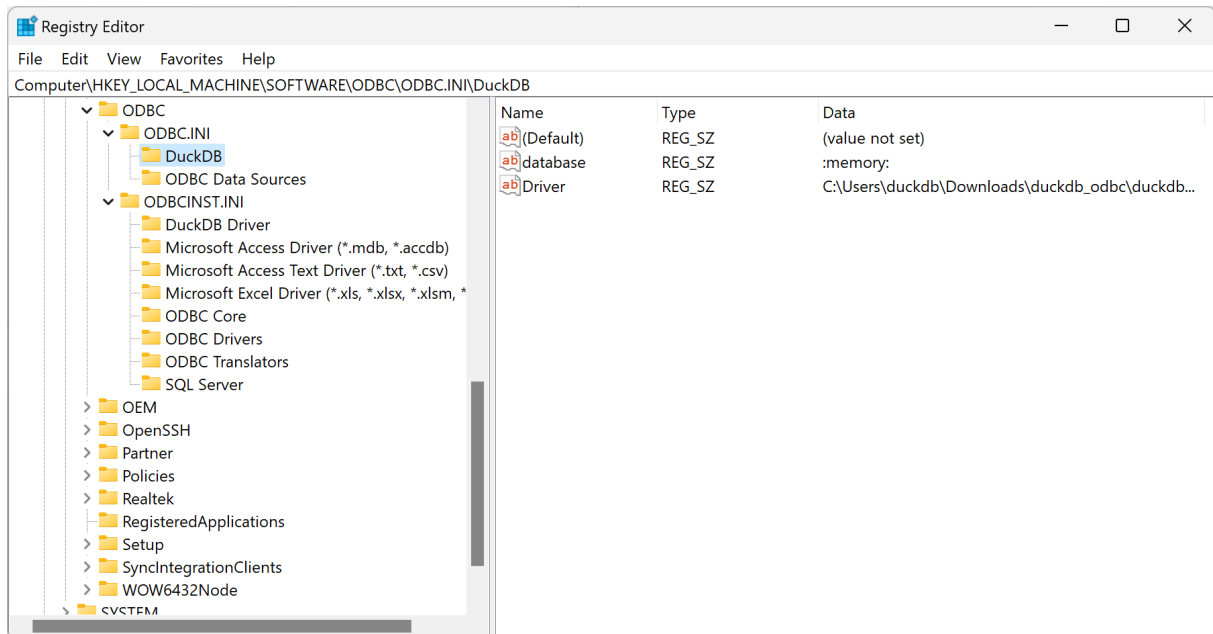 Registry Editor
File Edit View Favorites Help
Computer\HKEY_LOCAL_MACHINE\SOFTWARE\ODBC\ODBC.INI\DuckDB
ODBC
ODBC.INI
DuckDB
ODBC Data Sources
ODBCINST.INI
DuckDB Driver
Microsoft Access Driver (*.mdb, *.accdb)
Microsoft Access Text Driver (*.txt, *.csv)
Microsoft Excel Driver (*.xls, *.xlsx, *.xlsm, *
ODBC Core
ODBC Drivers
ODBC Translators
SQL Server
OEM
OpenSSH
Partner
Policies
Realtek
RegisteredApplications
Setup
SyncIntegrationClients
WOW6432Node
SYSTEM
Name Type Data
ab (Default) REG_SZ (value not set)
ab database REG_SZ :memory:
ab Driver REG_SZ C:\Users\duckdb\Downloads\duckdb_odbc\duckdb...